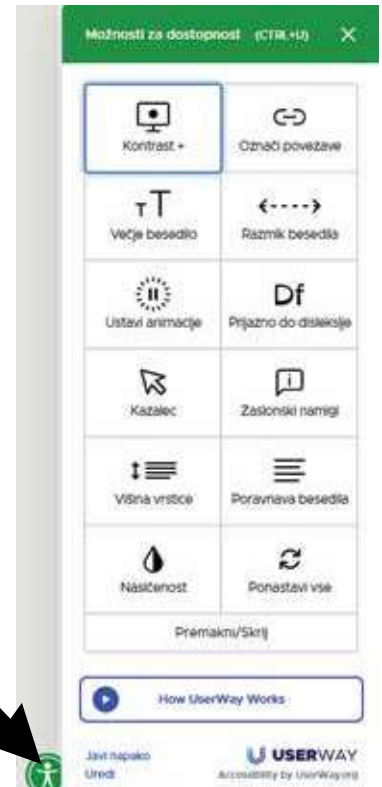 Možnosti za dostopnost (CTRL+U)
Kontrast +
Označi povezave
TT
Večje besedilo
Razmik besedila
Ustavi animacije
Df
Prijazno do disleksije
Kazalec
Zaslonski namigi
Višina vrstice
Poravnava besedila
Nasičenost
Ponastavi vse
Premakni/Skrij
How UserWay Works
Javi napako
Uredi
USERWAY
Accessibility by UserWay.org